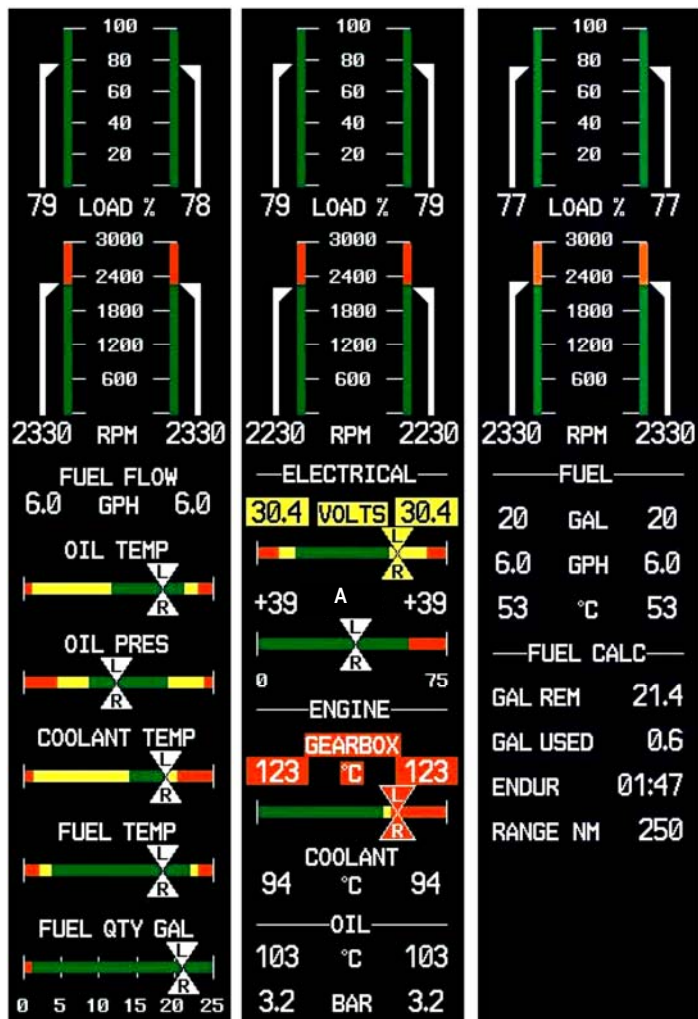 100
80
60
40
20
79 LOAD % 78
3000
2400
1800
1200
600
2330 RPM 2330
FUEL FLOW
6.0 GPH 6.0
OIL TEMP
L
R
OIL PRES
L
R
COOLANT TEMP
L
R
FUEL TEMP
L
R
FUEL QTY GAL
L
R
0 5 10 15 20 25
100
80
60
40
20
79 LOAD % 79
3000
2400
1800
1200
600
2230 RPM 2230
ELECTRICAL
30.4 VOLTS 30.4
L
R
+39 A +39
L
R
0 75
ENGINE
GEARBOX
123 °C 123
L
R
COOLANT
94 °C 94
OIL
103 °C 103
3.2 BAR 3.2
100
80
60
40
20
77 LOAD % 77
3000
2400
1800
1200
600
2330 RPM 2330
FUEL
20 GAL 20
6.0 GPH 6.0
53 °C 53
FUEL CALC
GAL REM 21.4
GAL USED 0.6
ENDUR 01:47
RANGE NM 250